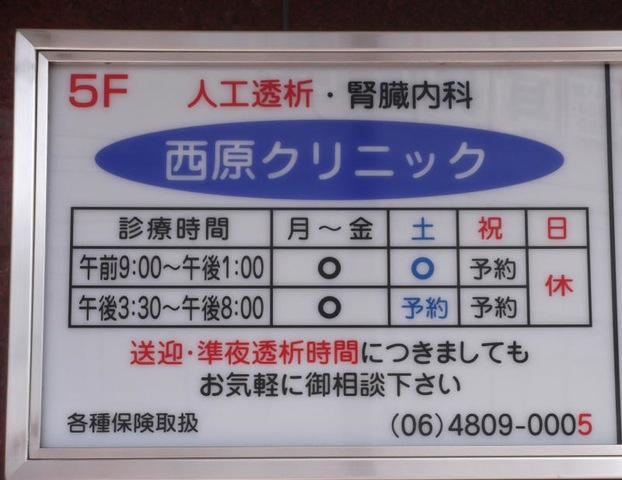 5F 人工透析・腎臓内科
西原クリニック
診療時間 月～金 土 祝 日
午前9:00～午後1:00 ○ ○ 予約 休
午後3:30～午後8:00 ○ 予約 予約
送迎・準夜透析時間につきましても
お気軽に御相談下さい
各種保険取扱 (06)4809-0005